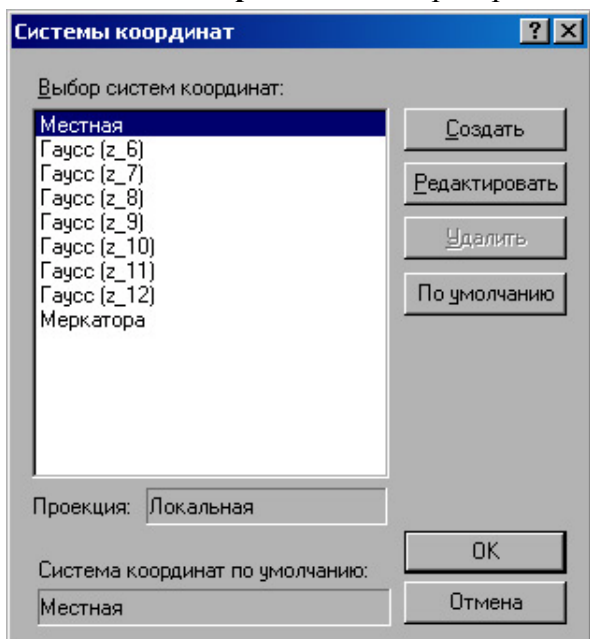 Системы координат
Выбор систем координат:
Местная
Гаусс (z_6)
Гаусс (z_7)
Гаусс (z_8)
Гаусс (z_9)
Гаусс (z_10)
Гаусс (z_11)
Гаусс (z_12)
Меркатора
Создать
Редактировать
Удалить
По умолчанию
Проекция: Локальная
Система координат по умолчанию:
Местная
OK
Отмена